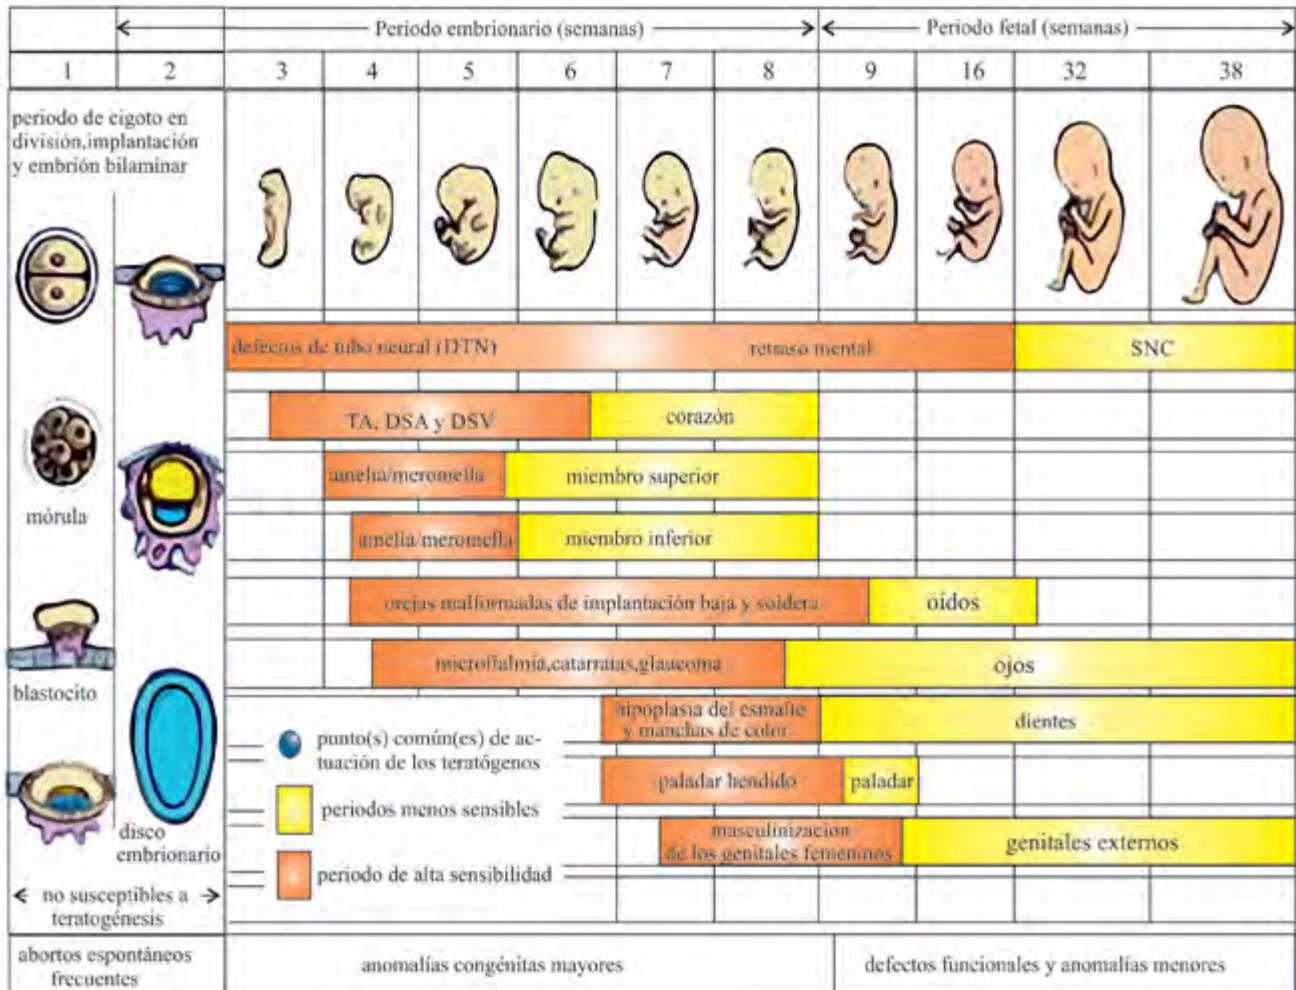 Periodo embrionario (semanas)
Periodo fetal (semanas)
1 2 3 4 5 6 7 8 9 16 32 38
periodo de cigoto en
división,implantación
y embrión bilaminar
defectos de tubo neural (DTN)
retraso mental
SNC
TA, DSA y DSV
corazón
amelia/meromelia
miembro superior
mórula
amelia/meromelia
miembro inferior
orejas malformadas de implantación baja y soldera
oídos
microftalmía,catarratas,glaucoma
ojos
blastocito
hipoplasia del esmalte
y manchas de color
dientes
punto(s) común(es) de ac-
tuación de los teratógenos
paladar hendido
paladar
periodos menos sensibles
disco
embrionario
masculinizacion
de los genitales femeninos
genitales externos
periodo de alta sensibilidad
no susceptibles a
teratogénesis
abortos espontáneos
frecuentes
anomalías congénitas mayores
defectos funcionales y anomalías menores